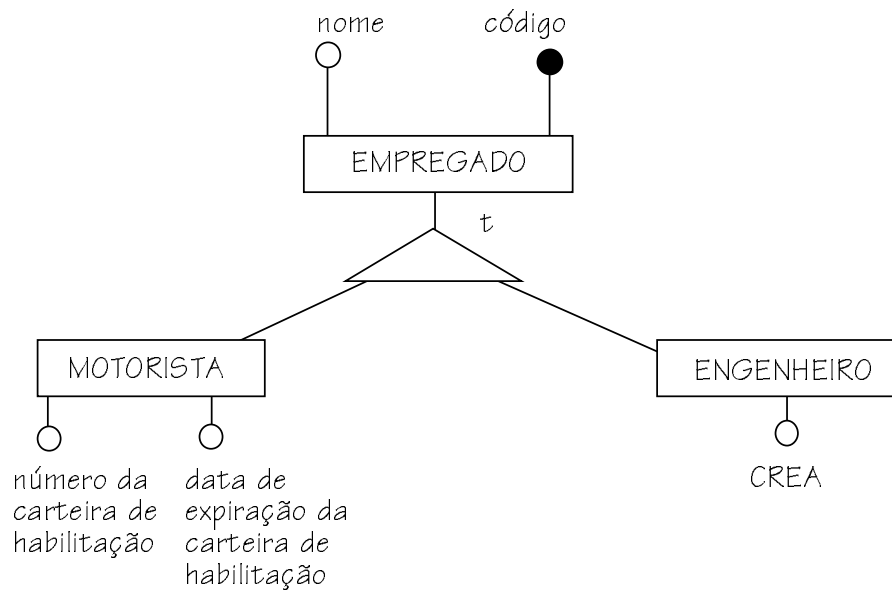 nome
código
EMPREGADO
t
MOTORISTA
ENGENHEIRO
número da
carteira de
habilitação
data de
expiração da
carteira de
habilitação
CREA